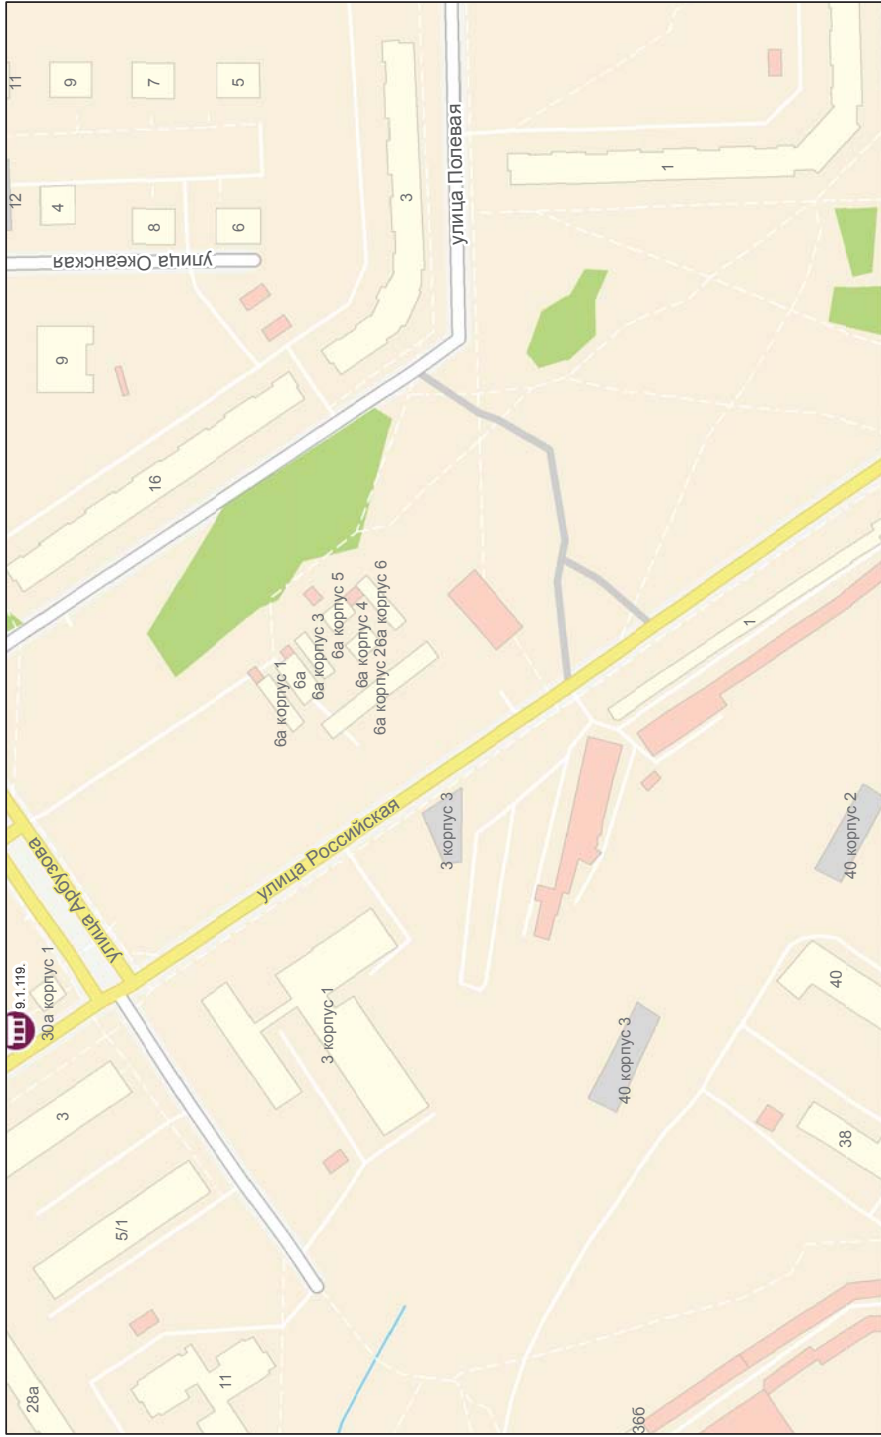 11
9
7
5
12
4
8
6
улица Океанская
3
улица Полевая
1
9
16
6а корпус 1
6а
6а корпус 3
6а корпус 5
6а корпус 4
6а корпус 2
6а корпус 6
1
улица Арбузова
улица Российская
3 корпус 3
40 корпус 2
9.1.119.
30а корпус 1
3 корпус 1
40 корпус 3
40
38
3
5/1
11
28а
36б